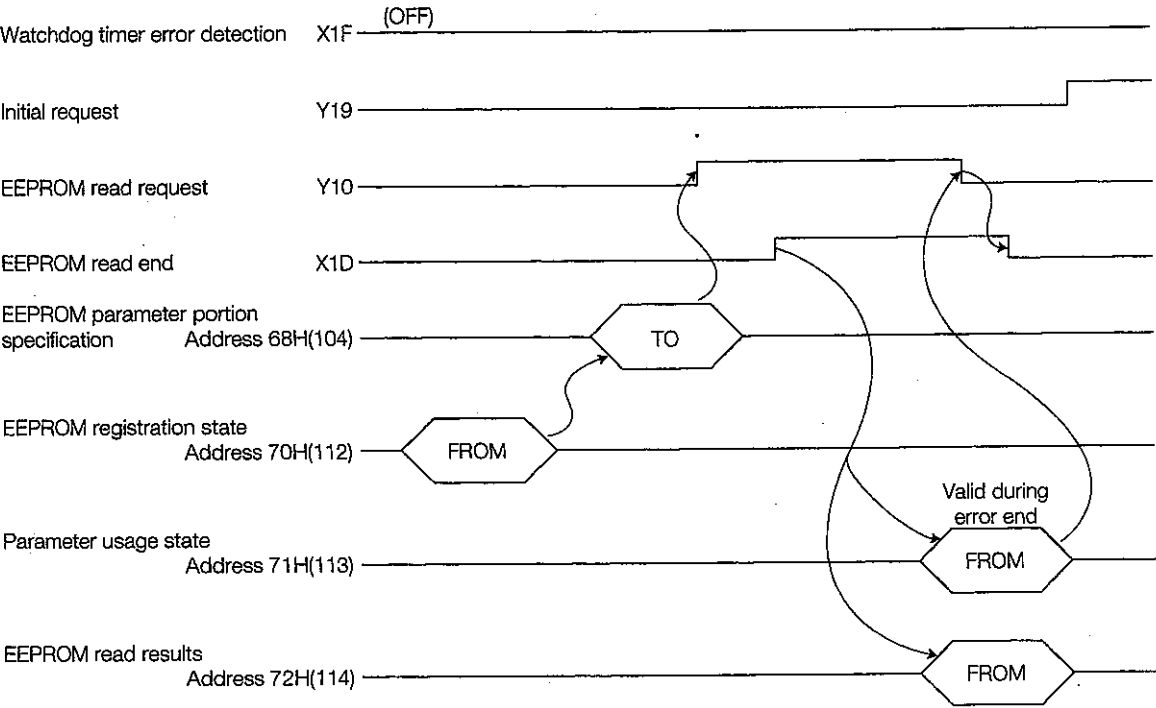 (OFF)
Watchdog timer error detection X1F
Initial request Y19
EEPROM read request Y10
EEPROM read end X1D
EEPROM parameter portion
specification Address 68H(104) TO
EEPROM registration state
Address 70H(112) FROM
Valid during
error end
Parameter usage state
Address 71H(113) FROM
EEPROM read results
Address 72H(114) FROM